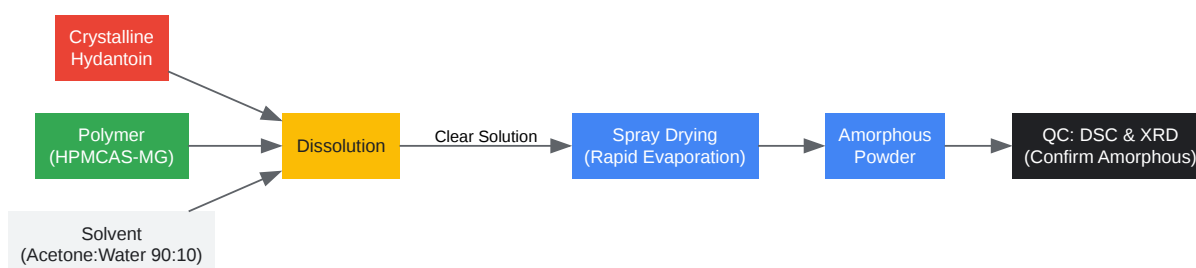 Crystalline
Hydantoin
Polymer
(HPMCAS-MG)
Solvent
(Acetone:Water 90:10)
Dissolution
Clear Solution
Spray Drying
(Rapid Evaporation)
Amorphous
Powder
QC: DSC & XRD
(Confirm Amorphous)